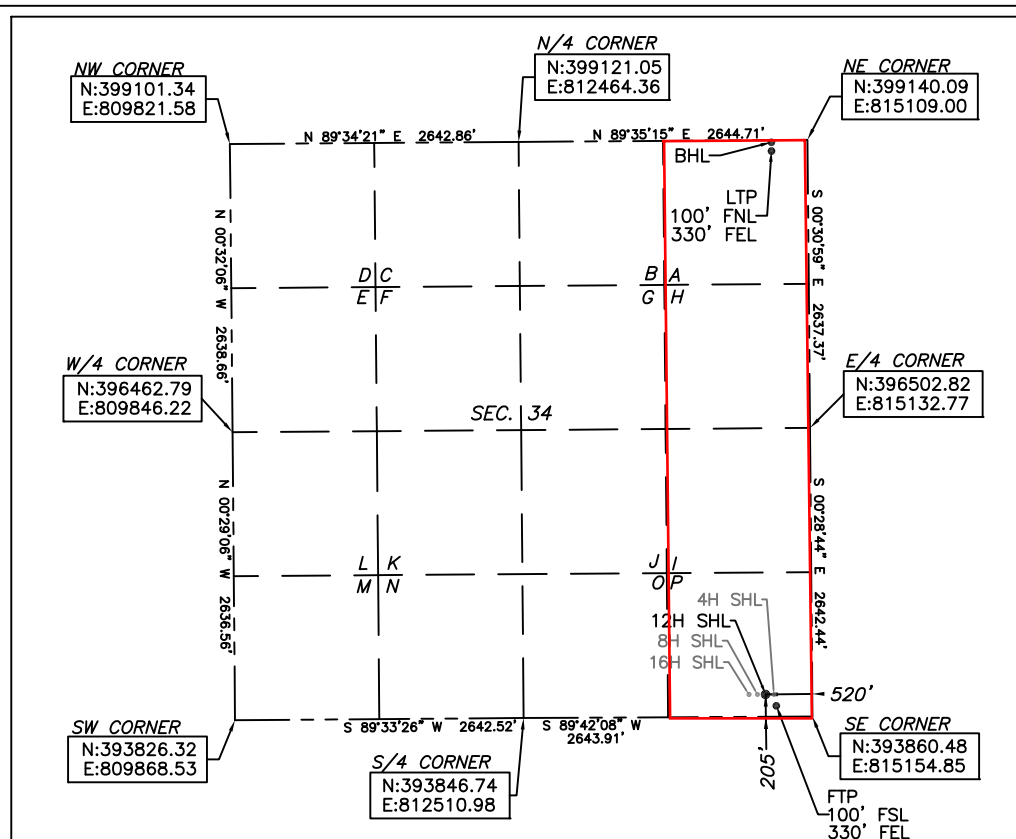 N/4 CORNER
N:399121.05
E:812464.36
NW CORNER
N:399101.34
E:809821.58
NE CORNER
N:399140.09
E:815109.00
N 89°34'21" E 2642.86'
N 89°35'15" E 2644.71'
BHL
LTP
100' FNL
330' FEL
N 00°32'06" W 2638.66'
S 00°30'59" E 2637.37'
D C
E F
B A
G H
W/4 CORNER
N:396462.79
E:809846.22
E/4 CORNER
N:396502.82
E:815132.77
SEC. 34
N 00°29'06" W 2636.56'
S 00°28'44" E 2642.44'
L K
M N
J I
O P
4H SHL
12H SHL
8H SHL
16H SHL
520'
205'
S 89°33'26" W 2642.52'
S 89°42'08" W
2643.91'
SW CORNER
N:393826.32
E:809868.53
S/4 CORNER
N:393846.74
E:812510.98
SE CORNER
N:393860.48
E:815154.85
FTP
100' FSL
330' FEL